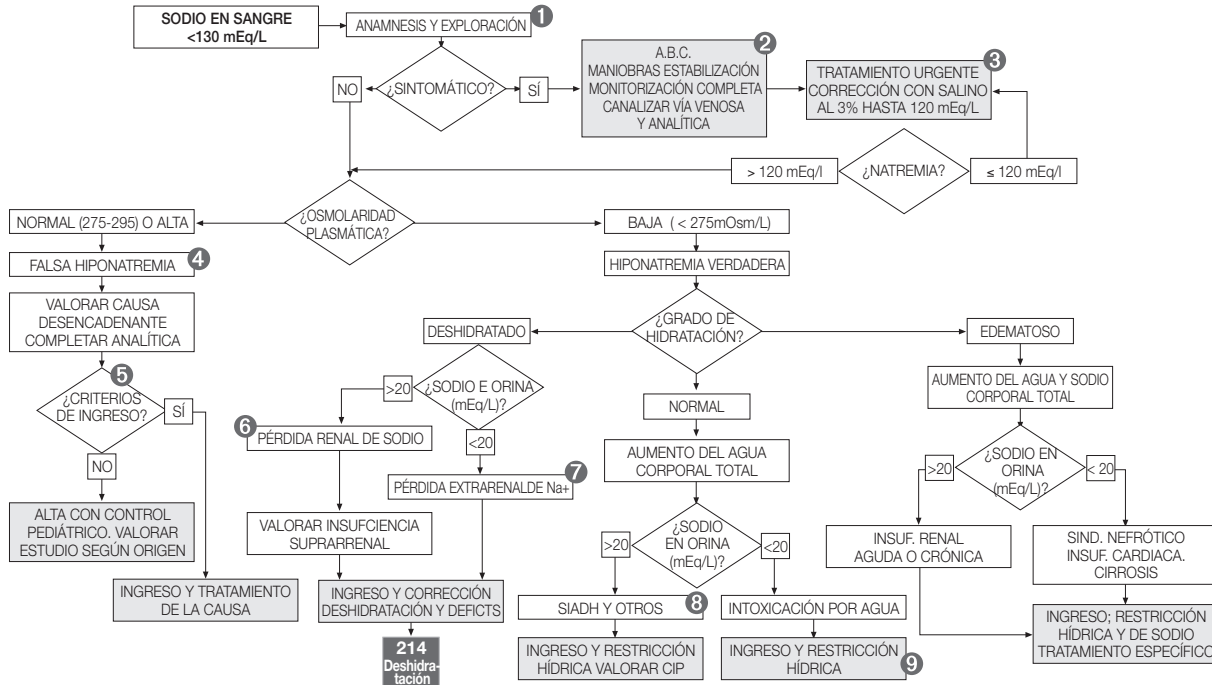 SODIO EN SANGRE
<130 mEq/L
1
ANAMNESIS Y EXPLORACIÓN
¿SINTOMÁTICO?
NO
SÍ
2
A.B.C.
MANIOBRAS ESTABILIZACIÓN
MONITORIZACIÓN COMPLETA
CANALIZAR VÍA VENOSA
Y ANALÍTICA
3
TRATAMIENTO URGENTE
CORRECCIÓN CON SALINO
AL 3% HASTA 120 mEq/L
> 120 mEq/l
¿NATREMIA?
≤ 120 mEq/l
¿OSMOLARIDAD
PLASMÁTICA?
NORMAL (275-295) O ALTA
BAJA ( < 275mOsm/L)
FALSA HIPONATREMIA
4
HIPONATREMIA VERDADERA
VALORAR CAUSA
DESENCADENANTE
COMPLETAR ANALÍTICA
¿GRADO DE
HIDRATACIÓN?
DESHIDRATADO
EDEMATOSO
5
¿CRITERIOS
DE INGRESO?
SÍ
NO
ALTA CON CONTROL
PEDIÁTRICO. VALORAR
ESTUDIO SEGÚN ORIGEN
INGRESO Y TRATAMIENTO
DE LA CAUSA
>20
¿SODIO E ORINA
(mEq/L)?
<20
6
PÉRDIDA RENAL DE SODIO
7
PÉRDIDA EXTRARENALDE Na+
VALORAR INSUFCIENCIA
SUPRARRENAL
INGRESO Y CORRECCIÓN
DESHIDRATACIÓN Y DEFICTS
214
Deshidra-
tación
NORMAL
AUMENTO DEL AGUA
CORPORAL TOTAL
>20
¿SODIO
EN ORINA
(mEq/L)?
<20
SIADH Y OTROS
8
INTOXICACIÓN POR AGUA
INGRESO Y RESTRICCIÓN
HÍDRICA VALORAR CIP
INGRESO Y RESTRICCIÓN
HÍDRICA
9
AUMENTO DEL AGUA Y SODIO
CORPORAL TOTAL
>20
¿SODIO EN
ORINA
(mEq/L)?
< 20
INSUF. RENAL
AGUDA O CRÓNICA
SIND. NEFRÓTICO
INSUF. CARDIACA.
CIRROSIS
INGRESO; RESTRICCIÓN
HÍDRICA Y DE SODIO
TRATAMIENTO ESPECÍFICO